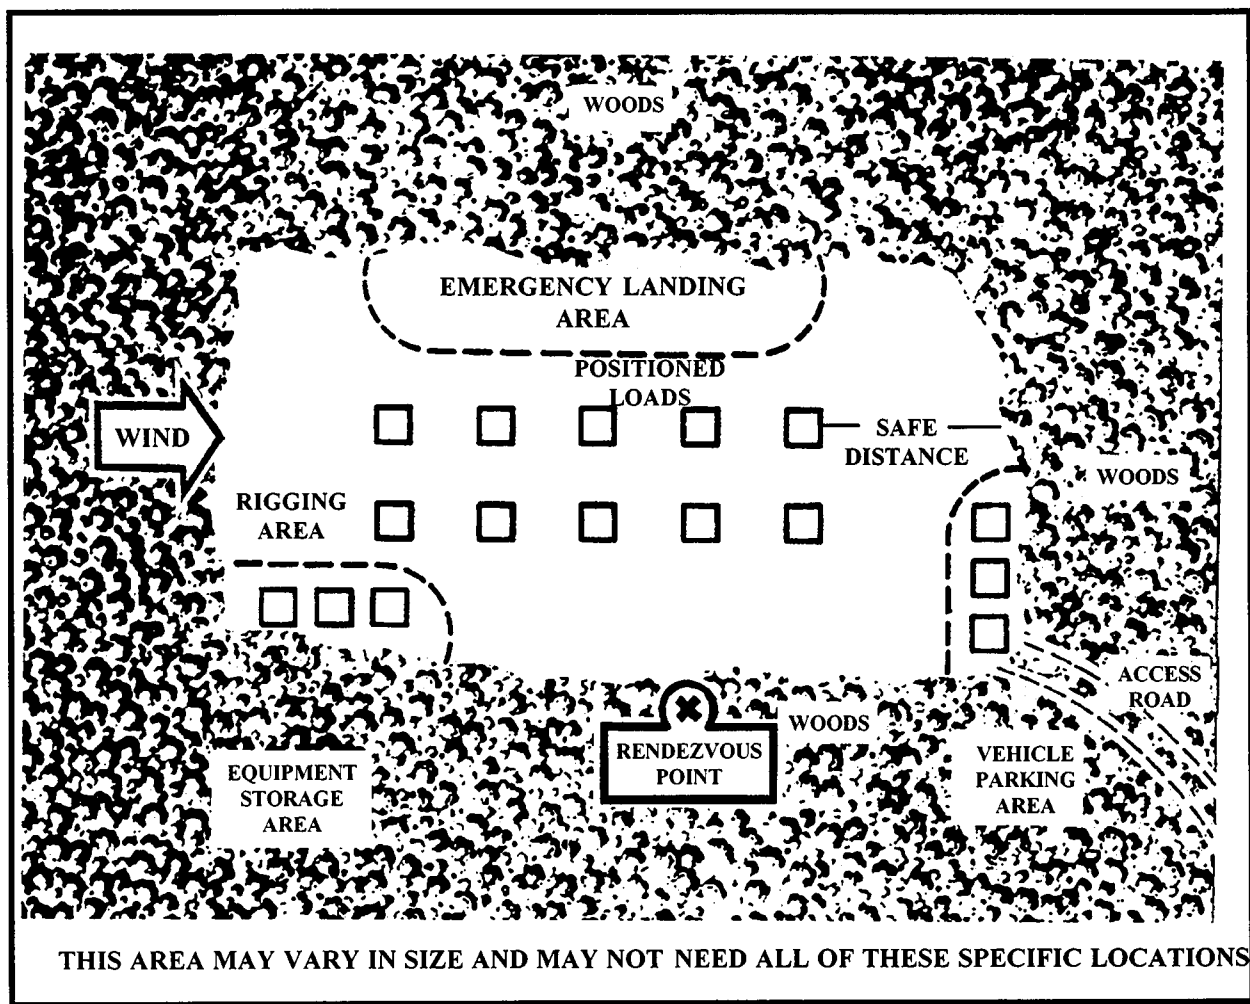 WOODS
EMERGENCY LANDING
AREA
POSITIONED
LOADS
WIND
SAFE
DISTANCE
WOODS
RIGGING
AREA
ACCESS
ROAD
WOODS
RENDEZVOUS
POINT
VEHICLE
PARKING
AREA
EQUIPMENT
STORAGE
AREA
THIS AREA MAY VARY IN SIZE AND MAY NOT NEED ALL OF THESE SPECIFIC LOCATIONS